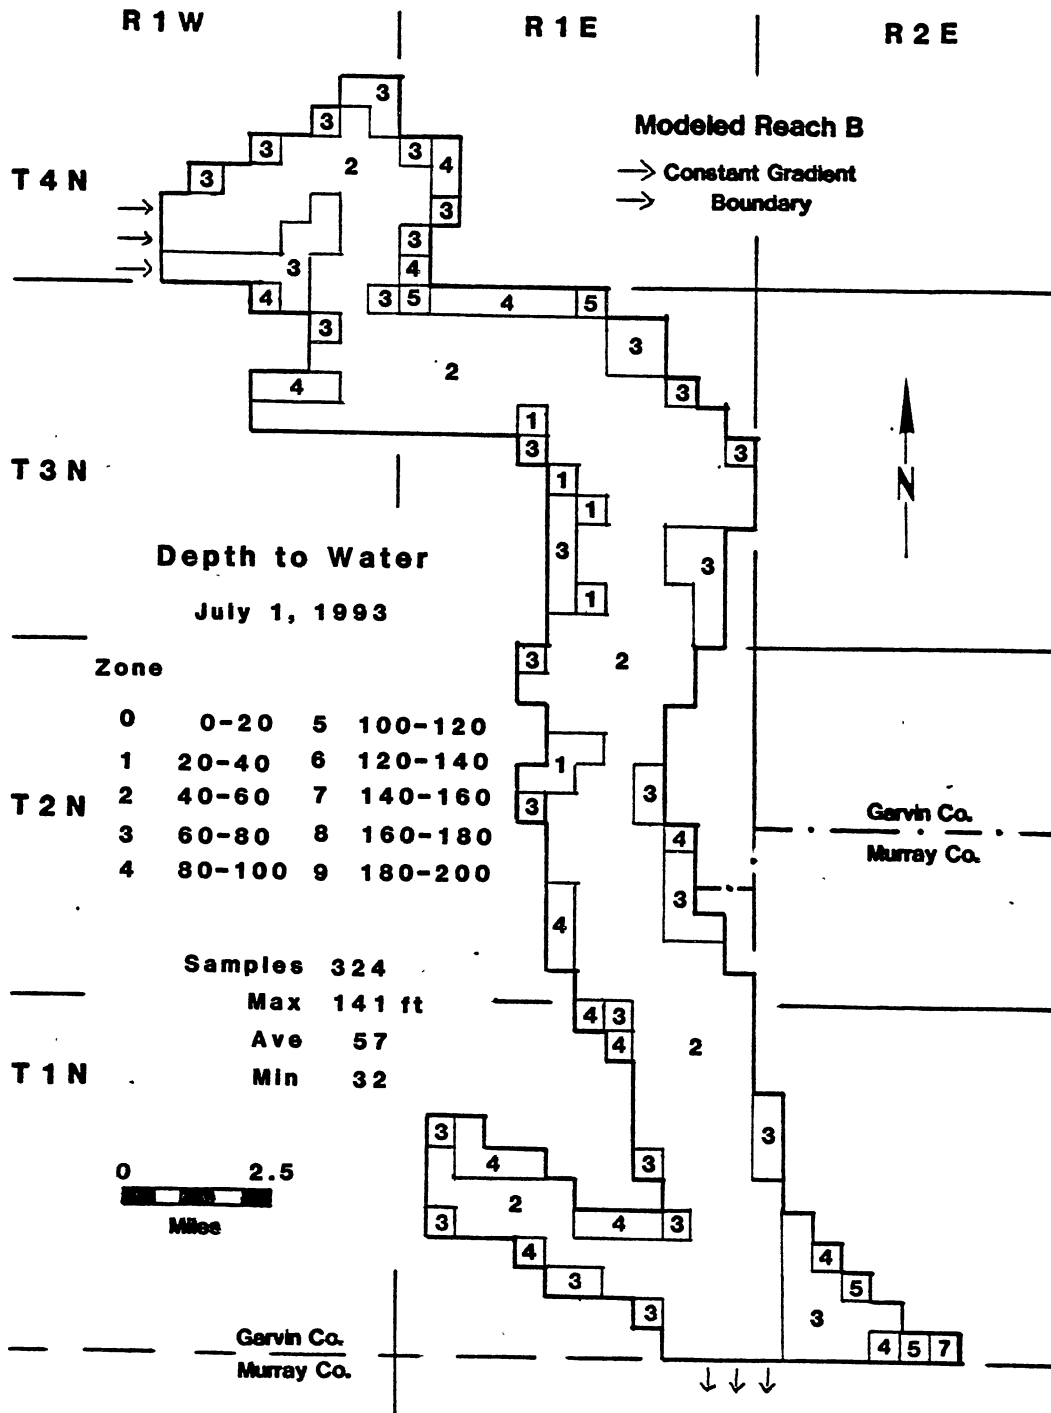 R 1 W
R 1 E
R 2 E
Modeled Reach B
Constant Gradient
Boundary
T 4 N
3
3
3
3
2
3
4
3
3
3
4
4
3
5
4
5
3
3
2
4
3
1
3
3
N
T 3 N
1
1
3
3
1
Depth to Water
July 1, 1993
3
2
Zone
0 0-20 5 100-120
1 20-40 6 120-140
2 40-60 7 140-160
3 60-80 8 160-180
4 80-100 9 180-200
T 2 N
1
3
3
4
3
4
Garvin Co.
Murray Co.
Samples 324
Max 141 ft
Ave 57
Min 32
4
3
4
2
T 1 N
3
3
4
3
2
3
4
3
4
3
3
4
5
3
4
5
7
0 2.5
Miles
Garvin Co.
Murray Co.